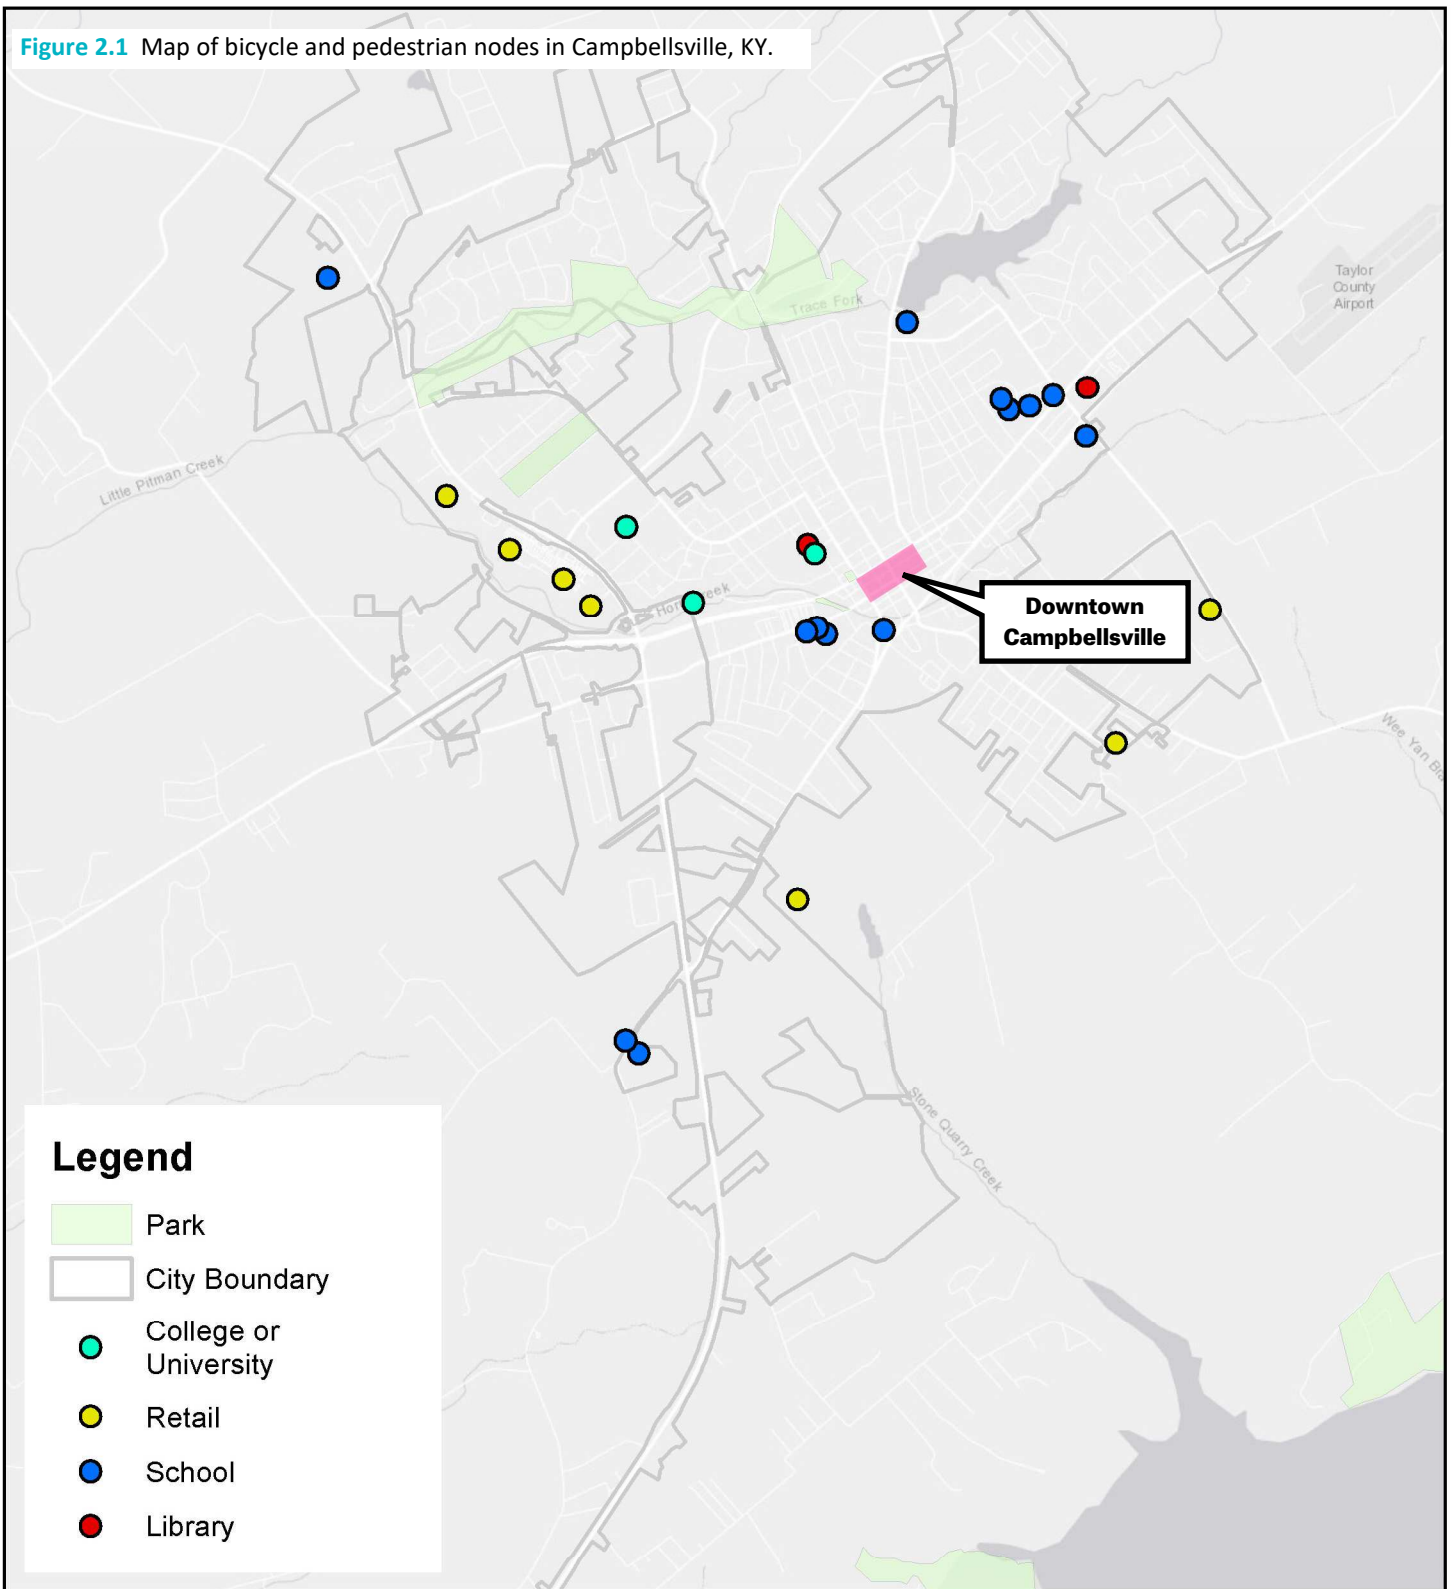 Figure 2.1 Map of bicycle and pedestrian nodes in Campbellsville, KY.
Taylor
County
Airport
Trace Fork
Little Pitman Creek
Downtown
Campbellsville
Wee Yan
Stone Quarry Creek
Legend
Park
City Boundary
College or
University
Retail
School
Library